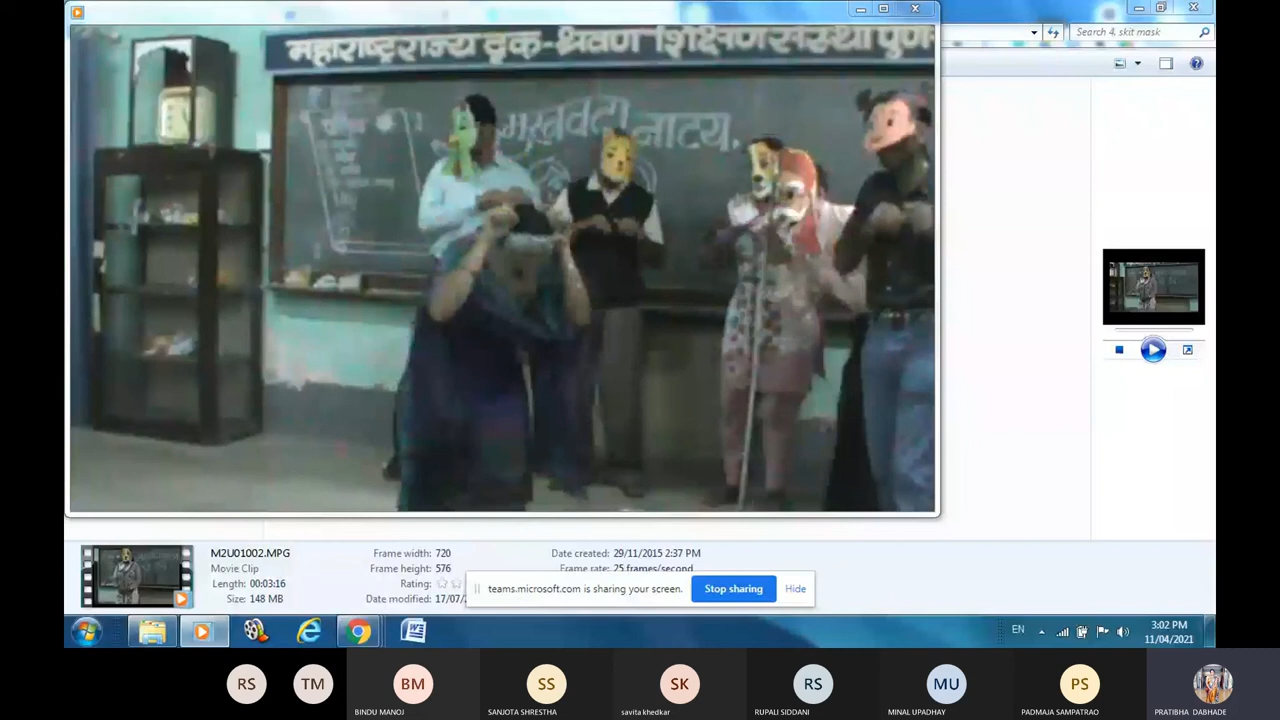 Search 4. skit mask
महाराष्ट्र राज्य दृक-श्रवण शिक्षण संस्था पुण
मुखवटा नाट्य.
M2U01002.MPG
Movie Clip
Length: 00:03:16
Size: 148 MB
Frame width: 720
Frame height: 576
Rating:
Date modified: 17/07/
Date created: 29/11/2015 2:37 PM
Frame rate: 25 frames/second
teams.microsoft.com is sharing your screen.
Stop sharing
Hide
EN
3:02 PM
11/04/2021
RS
TM
BM
SS
SK
RS
MU
PS
BINDU MANOJ
SANJOTA SHRESTHA
savita khedkar
RUPALI SIDDANI
MINAL UPADHAY
PADMAJA SAMPATRAO
PRATIBHA DABHADE